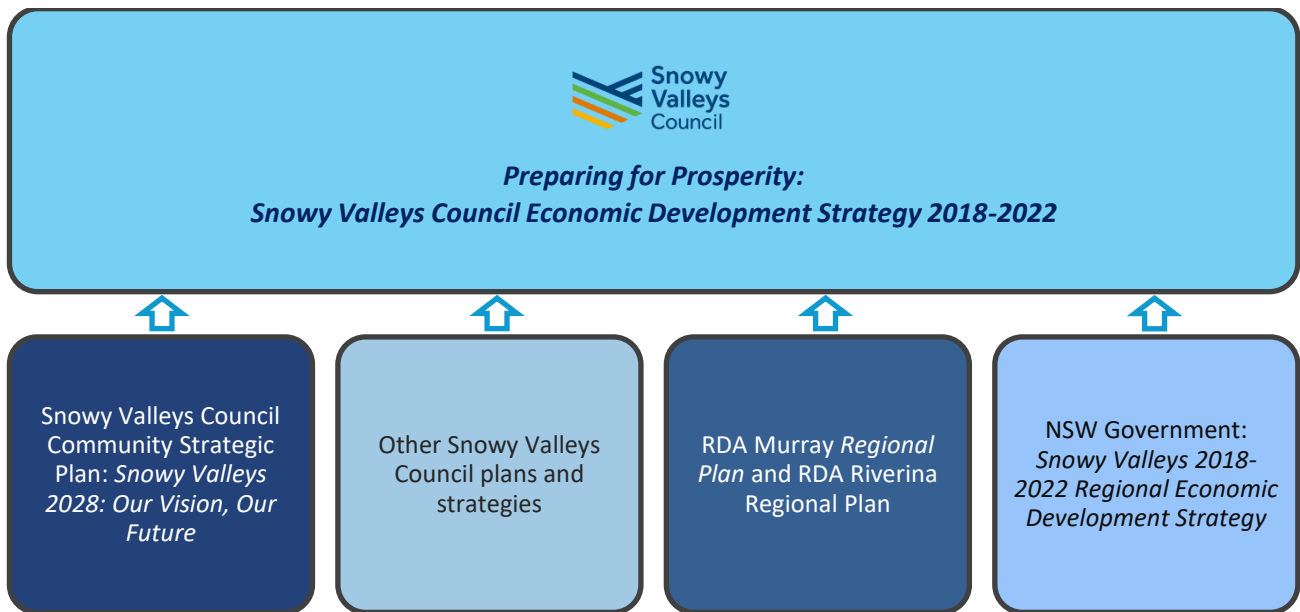 Snowy
Valleys
Council
Preparing for Prosperity:
Snowy Valleys Council Economic Development Strategy 2018-2022
Snowy Valleys Council
Community Strategic
Plan: Snowy Valleys
2028: Our Vision, Our
Future
Other Snowy Valleys
Council plans and
strategies
RDA Murray Regional
Plan and RDA Riverina
Regional Plan
NSW Government:
Snowy Valleys 2018-
2022 Regional Economic
Development Strategy